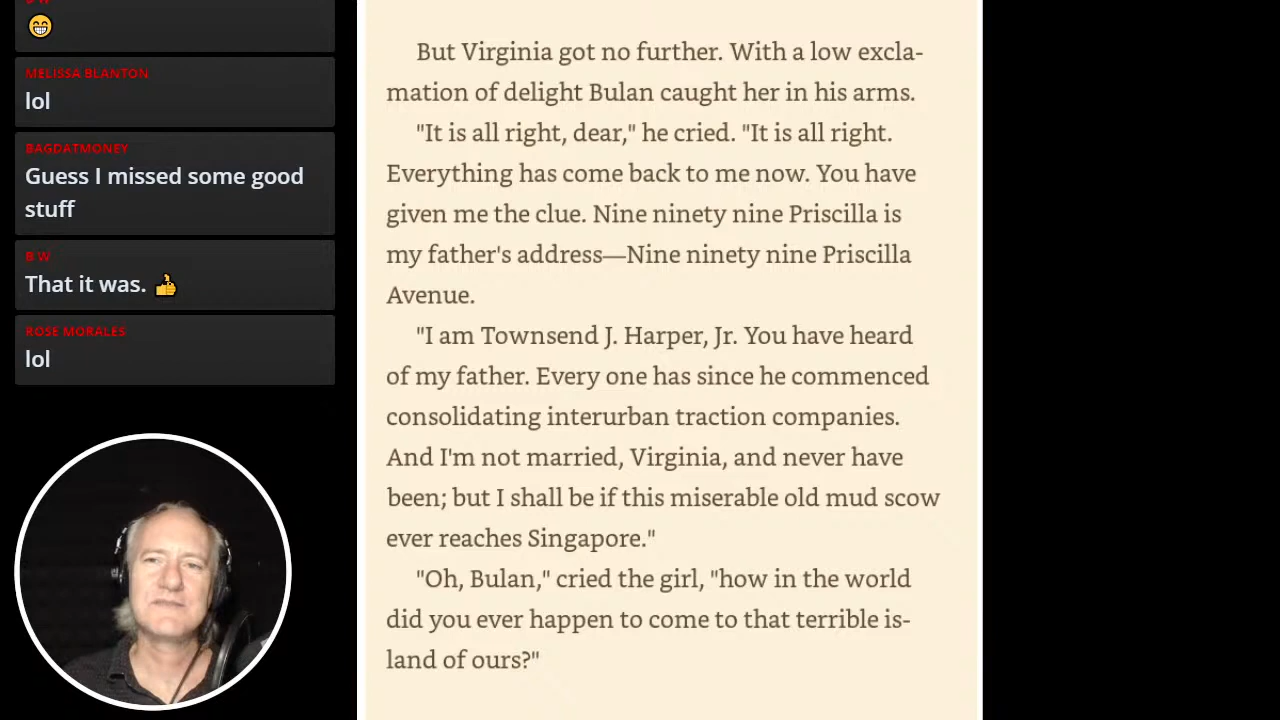 B W
😁
MELISSA BLANTON
lol
BAGDATMONEY
Guess I missed some good
stuff
B W
That it was. 👍
ROSE MORALES
lol
But Virginia got no further. With a low excla-
mation of delight Bulan caught her in his arms.
"It is all right, dear," he cried. "It is all right.
Everything has come back to me now. You have
given me the clue. Nine ninety nine Priscilla is
my father's address—Nine ninety nine Priscilla
Avenue.
"I am Townsend J. Harper, Jr. You have heard
of my father. Every one has since he commenced
consolidating interurban traction companies.
And I'm not married, Virginia, and never have
been; but I shall be if this miserable old mud scow
ever reaches Singapore."
"Oh, Bulan," cried the girl, "how in the world
did you ever happen to come to that terrible is-
land of ours?"